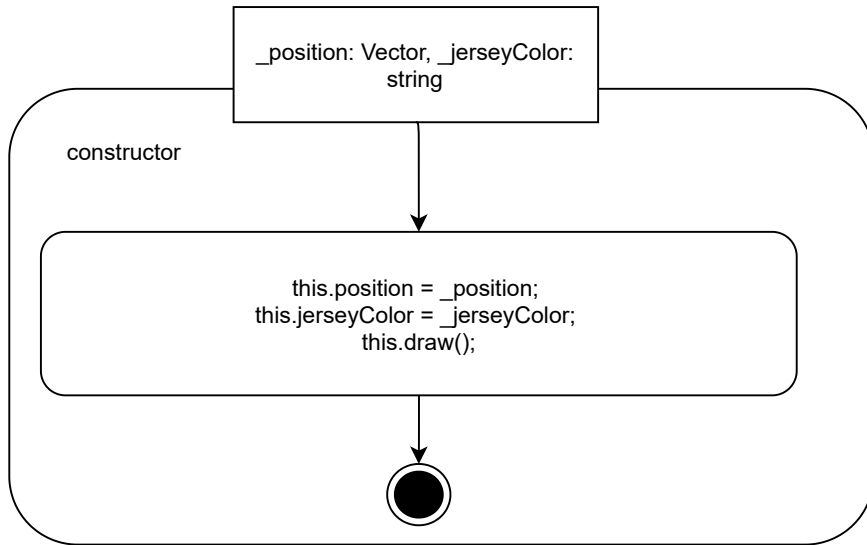 _position: Vector, _jerseyColor:
string
constructor
this.position = _position;
this.jerseyColor = _jerseyColor;
this.draw();